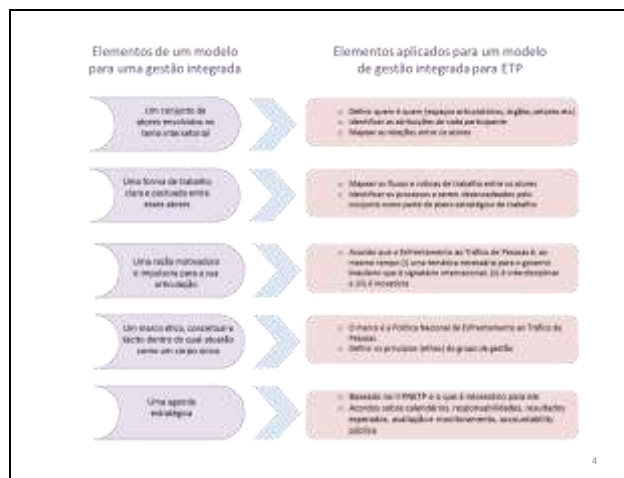 Elementos de um modelo
para uma gestão integrada
Elementos aplicados para um modelo
de gestão integrada para ETP
Um conjunto de
atores envolvidos no
tema intersetorial
Definir quem é quem (espaços articuladores, órgãos, setores etc)
Identificar as atribuições de cada participante
Mapear as relações entre os atores
Uma forma de trabalho
clara e pactuada entre
esses atores
Mapear os fluxos e rotinas de trabalho entre os atores
Identificar os processos a serem desencadeados pelo
conjunto como parte do plano estratégico de trabalho
Uma razão motivadora
e impulsora para a sua
articulação
Acordar que o Enfrentamento ao Tráfico de Pessoas é, ao
mesmo tempo (i) uma temática necessária para o governo
brasileiro que é signatário internacional; (ii) é interdisciplinar
e (iii) é inovadora
Um marco ético, conceitual e
tácito dentro do qual atuarão
como um corpo único
O marco é a Política Nacional de Enfrentamento ao Tráfico de
Pessoas
Definir os princípios (ethos) do grupo de gestão
Uma agenda
estratégica
Baseado no II PNETP e o que é necessário para ele
Acordos sobre calendários, responsabilidades, resultados
esperados, avaliação e monitoramento, accountability
pública
4